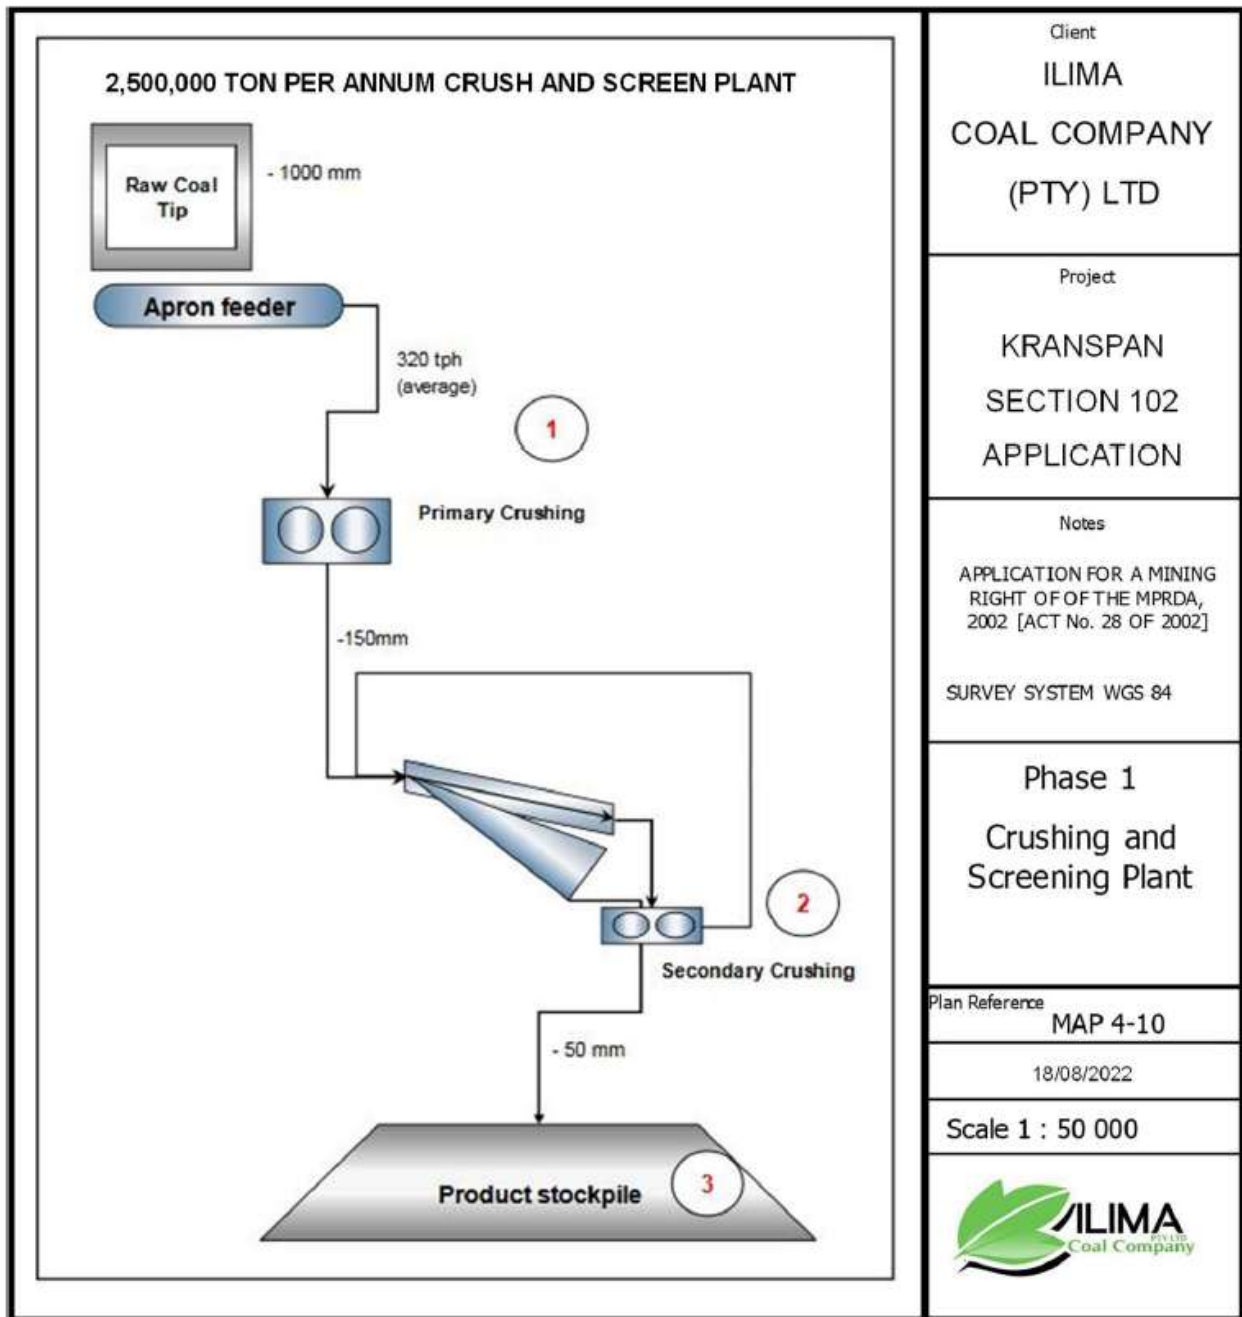 2,500,000 TON PER ANNUM CRUSH AND SCREEN PLANT
Raw Coal
Tip
- 1000 mm
Apron feeder
320 tph
(average)
1
Primary Crushing
-150mm
2
Secondary Crushing
- 50 mm
Product stockpile
3
Client
ILIMA
COAL COMPANY
(PTY) LTD
Project
KRANSPAN
SECTION 102
APPLICATION
Notes
APPLICATION FOR A MINING
RIGHT OF OF THE MPRDA,
2002 [ACT No. 28 OF 2002]
SURVEY SYSTEM WGS 84
Phase 1
Crushing and
Screening Plant
Plan Reference
MAP 4-10
18/08/2022
Scale 1 : 50 000
ILIMA
PTY LTD
Coal Company